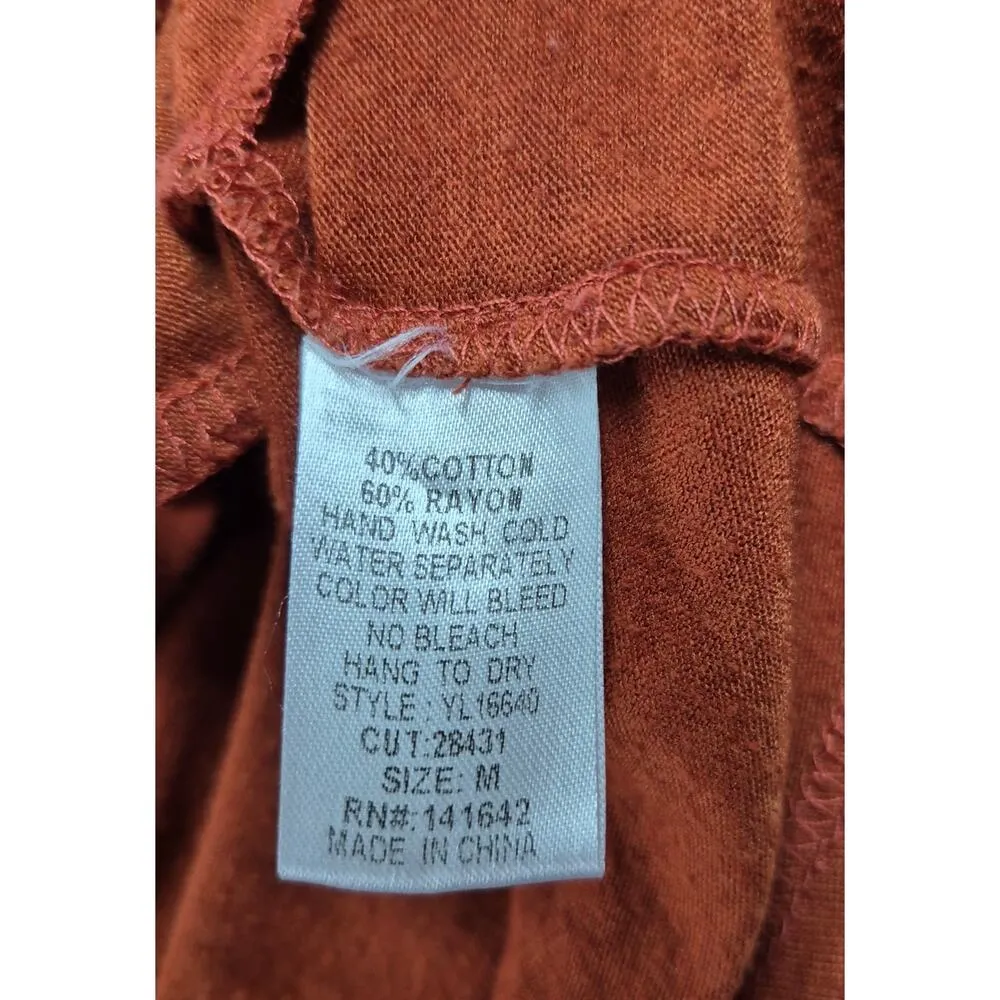 40%COTTON
60% RAYON
HAND WASH COLD
WATER SEPARATELY
COLOR WILL BLEED
NO BLEACH
HANG TO DRY
STYLE : YL16640
CUT:28431
SIZE: M
RN#:141642
MADE IN CHINA